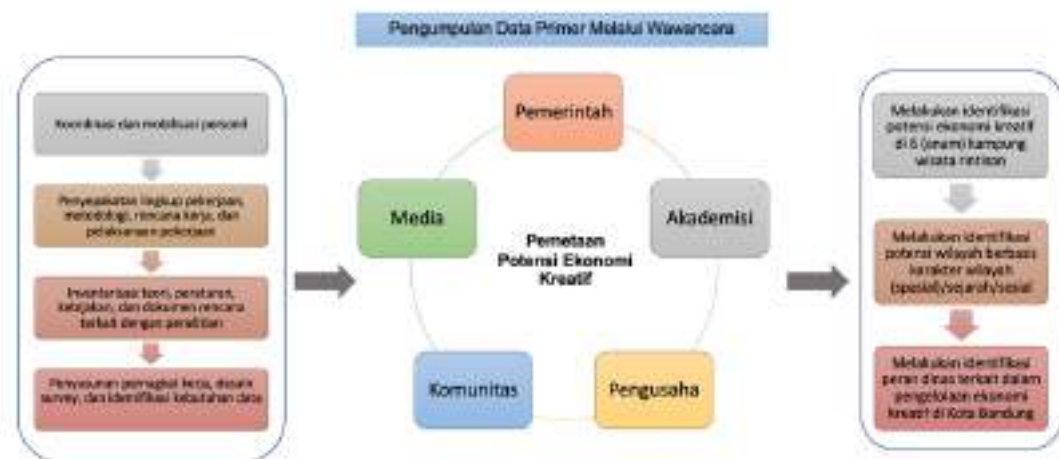 Pengumpulan Data Primer Melalui Wawancara
Koordinasi dan mobilisasi personil
Penyepakatan lingkup pekerjaan,
metodologi, rencana kerja, dan
pelaksanaan pekerjaan
Inventarisasi teori, peraturan,
kebijakan, dan dokumen rencana
terkait dengan penelitian
Penyusunan perangkat kerja, desain
survey, dan identifikasi kebutuhan data
Pemerintah
Media
Akademisi
Pemetaan
Potensi Ekonomi
Kreatif
Komunitas
Pengusaha
Melakukan identifikasi
potensi ekonomi kreatif
di 6 (enam) kampung
wisata rintisan
Melakukan identifikasi
potensi wilayah berbasis
karakter wilayah
(spasial)/sejarah/sosial
Melakukan identifikasi
peran dinas terkait dalam
pengelolaan ekonomi
kreatif di Kota Bandung